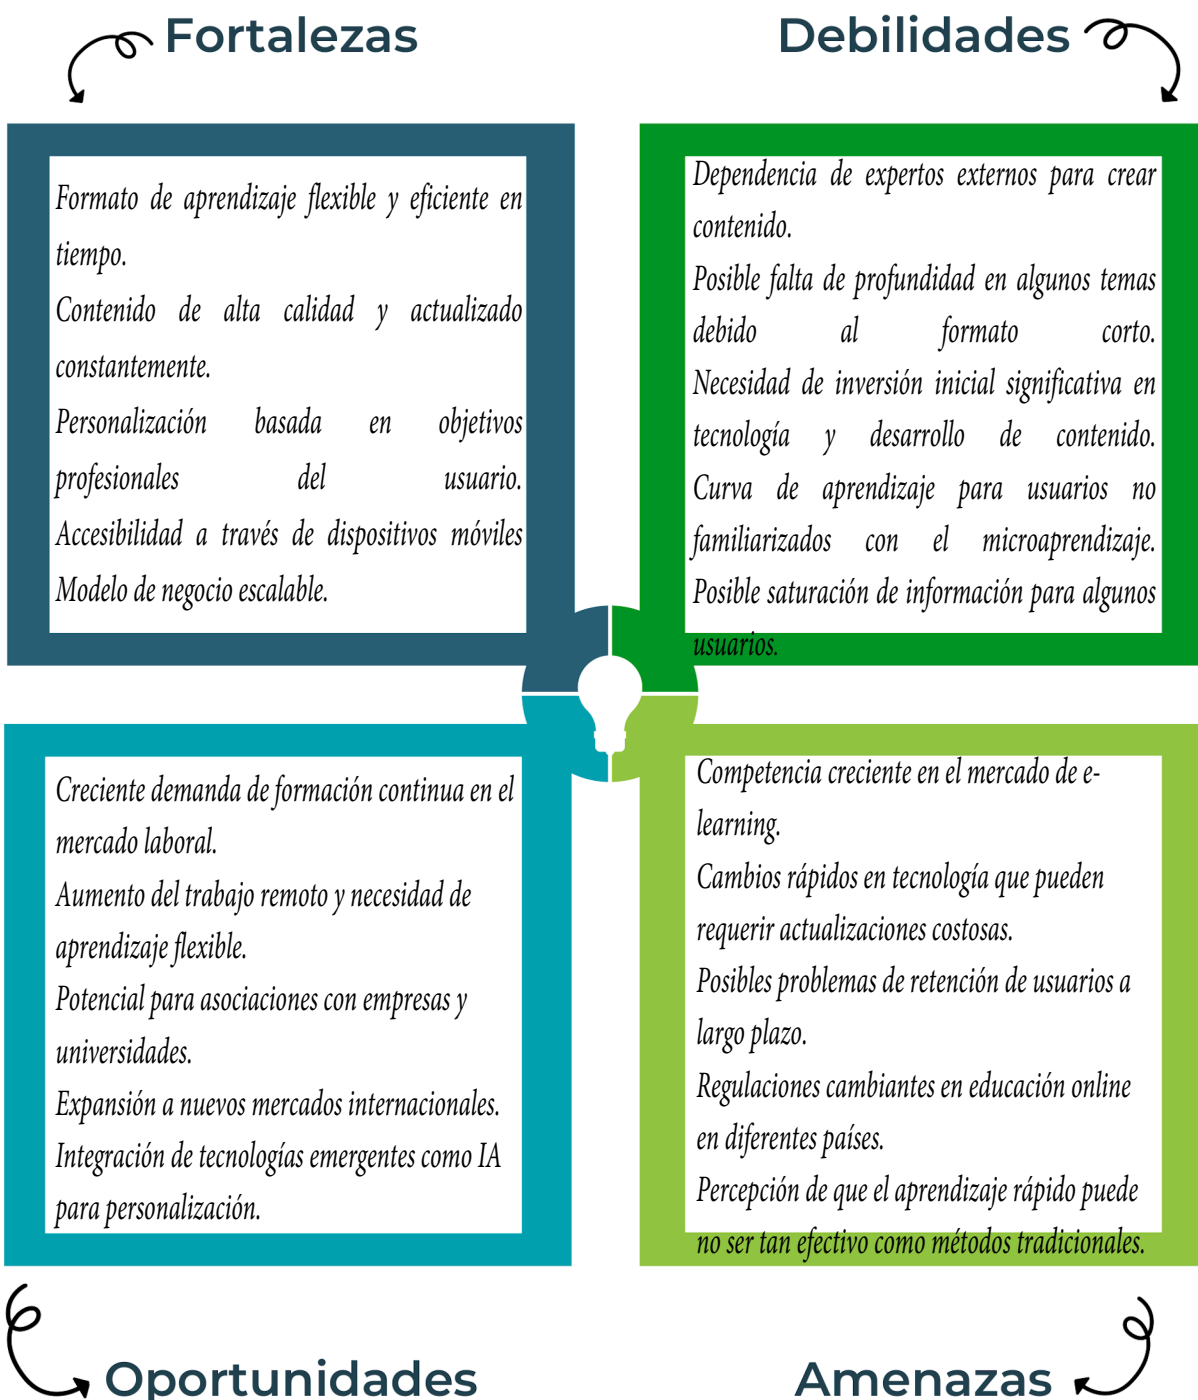 Fortalezas
Formato de aprendizaje flexible y eficiente en
tiempo.
Contenido de alta calidad y actualizado
constantemente.
Personalización basada en objetivos
profesionales del usuario.
Accesibilidad a través de dispositivos móviles
Modelo de negocio escalable.
Debilidades
Dependencia de expertos externos para crear
contenido.
Posible falta de profundidad en algunos temas
debido al formato corto.
Necesidad de inversión inicial significativa en
tecnología y desarrollo de contenido.
Curva de aprendizaje para usuarios no
familiarizados con el microaprendizaje.
Posible saturación de información para algunos
usuarios.
Creciente demanda de formación continua en el
mercado laboral.
Aumento del trabajo remoto y necesidad de
aprendizaje flexible.
Potencial para asociaciones con empresas y
universidades.
Expansión a nuevos mercados internacionales.
Integración de tecnologías emergentes como IA
para personalización.
Oportunidades
Competencia creciente en el mercado de e-
learning.
Cambios rápidos en tecnología que pueden
requerir actualizaciones costosas.
Posibles problemas de retención de usuarios a
largo plazo.
Regulaciones cambiantes en educación online
en diferentes países.
Percepción de que el aprendizaje rápido puede
no ser tan efectivo como métodos tradicionales.
Amenazas